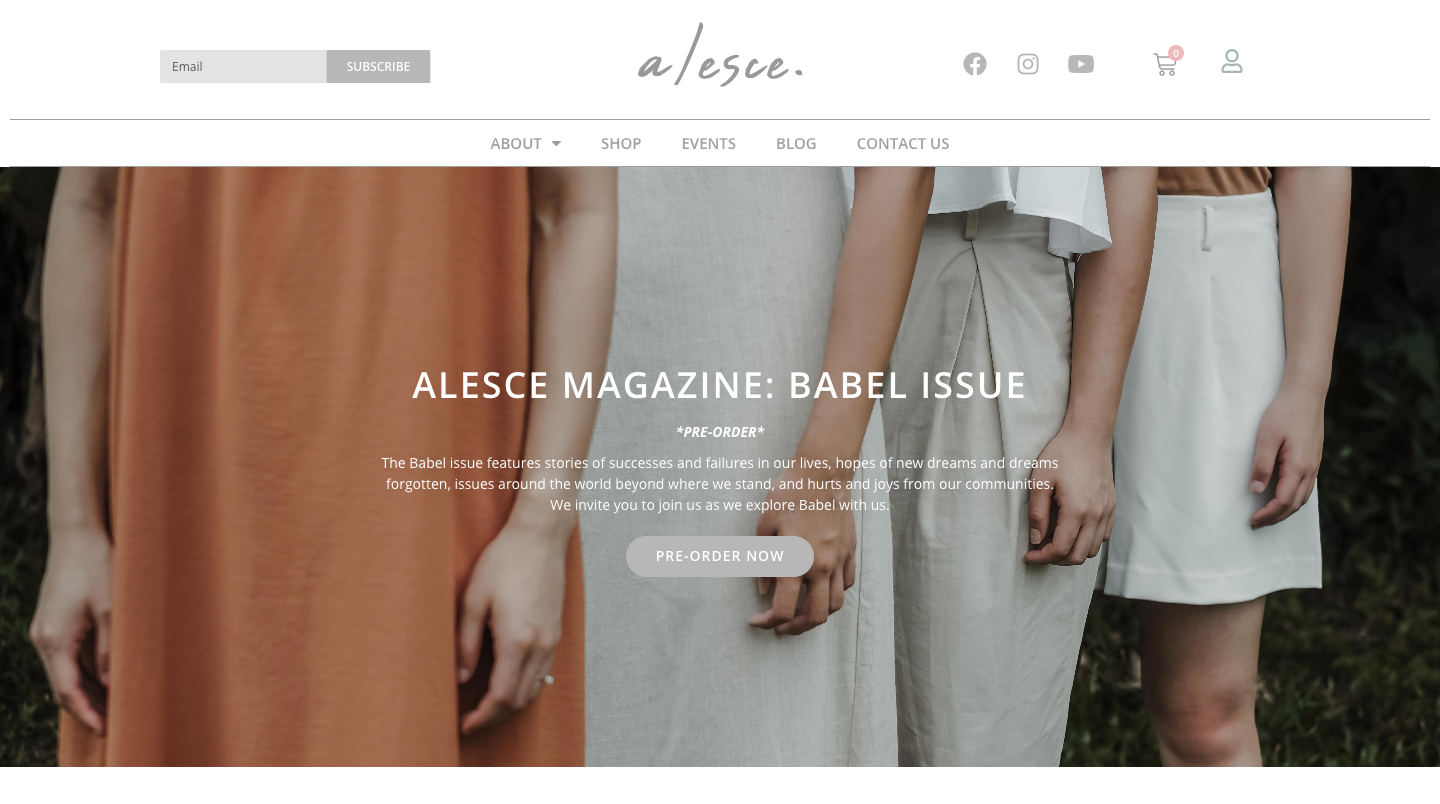 Email
SUBSCRIBE
alesce.
0
ABOUT
SHOP
EVENTS
BLOG
CONTACT US
ALESCE MAGAZINE: BABEL ISSUE
*PRE-ORDER*
The Babel issue features stories of successes and failures in our lives, hopes of new dreams and dreams
forgotten, issues around the world beyond where we stand, and hurts and joys from our communities.
We invite you to join us as we explore Babel with us.
PRE-ORDER NOW